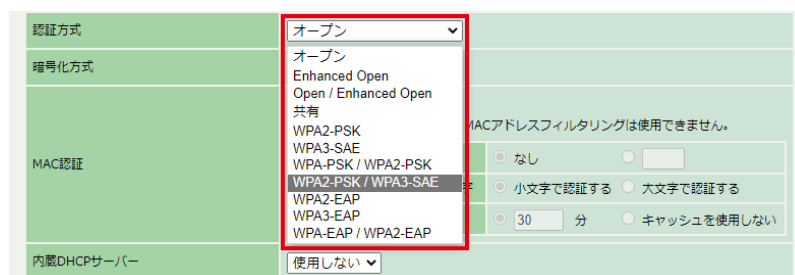 認証方式
オープン
オープン
Enhanced Open
Open / Enhanced Open
共有
WPA2-PSK
WPA3-SAE
WPA-PSK / WPA2-PSK
WPA2-PSK / WPA3-SAE
WPA2-EAP
WPA3-EAP
WPA-EAP / WPA2-EAP
暗号化方式
MAC認証
MACアドレスフィルタリングは使用できません。
なし
字 小文字で認証する 大文字で認証する
30 分 キャッシュを使用しない
内蔵DHCPサーバー
使用しない